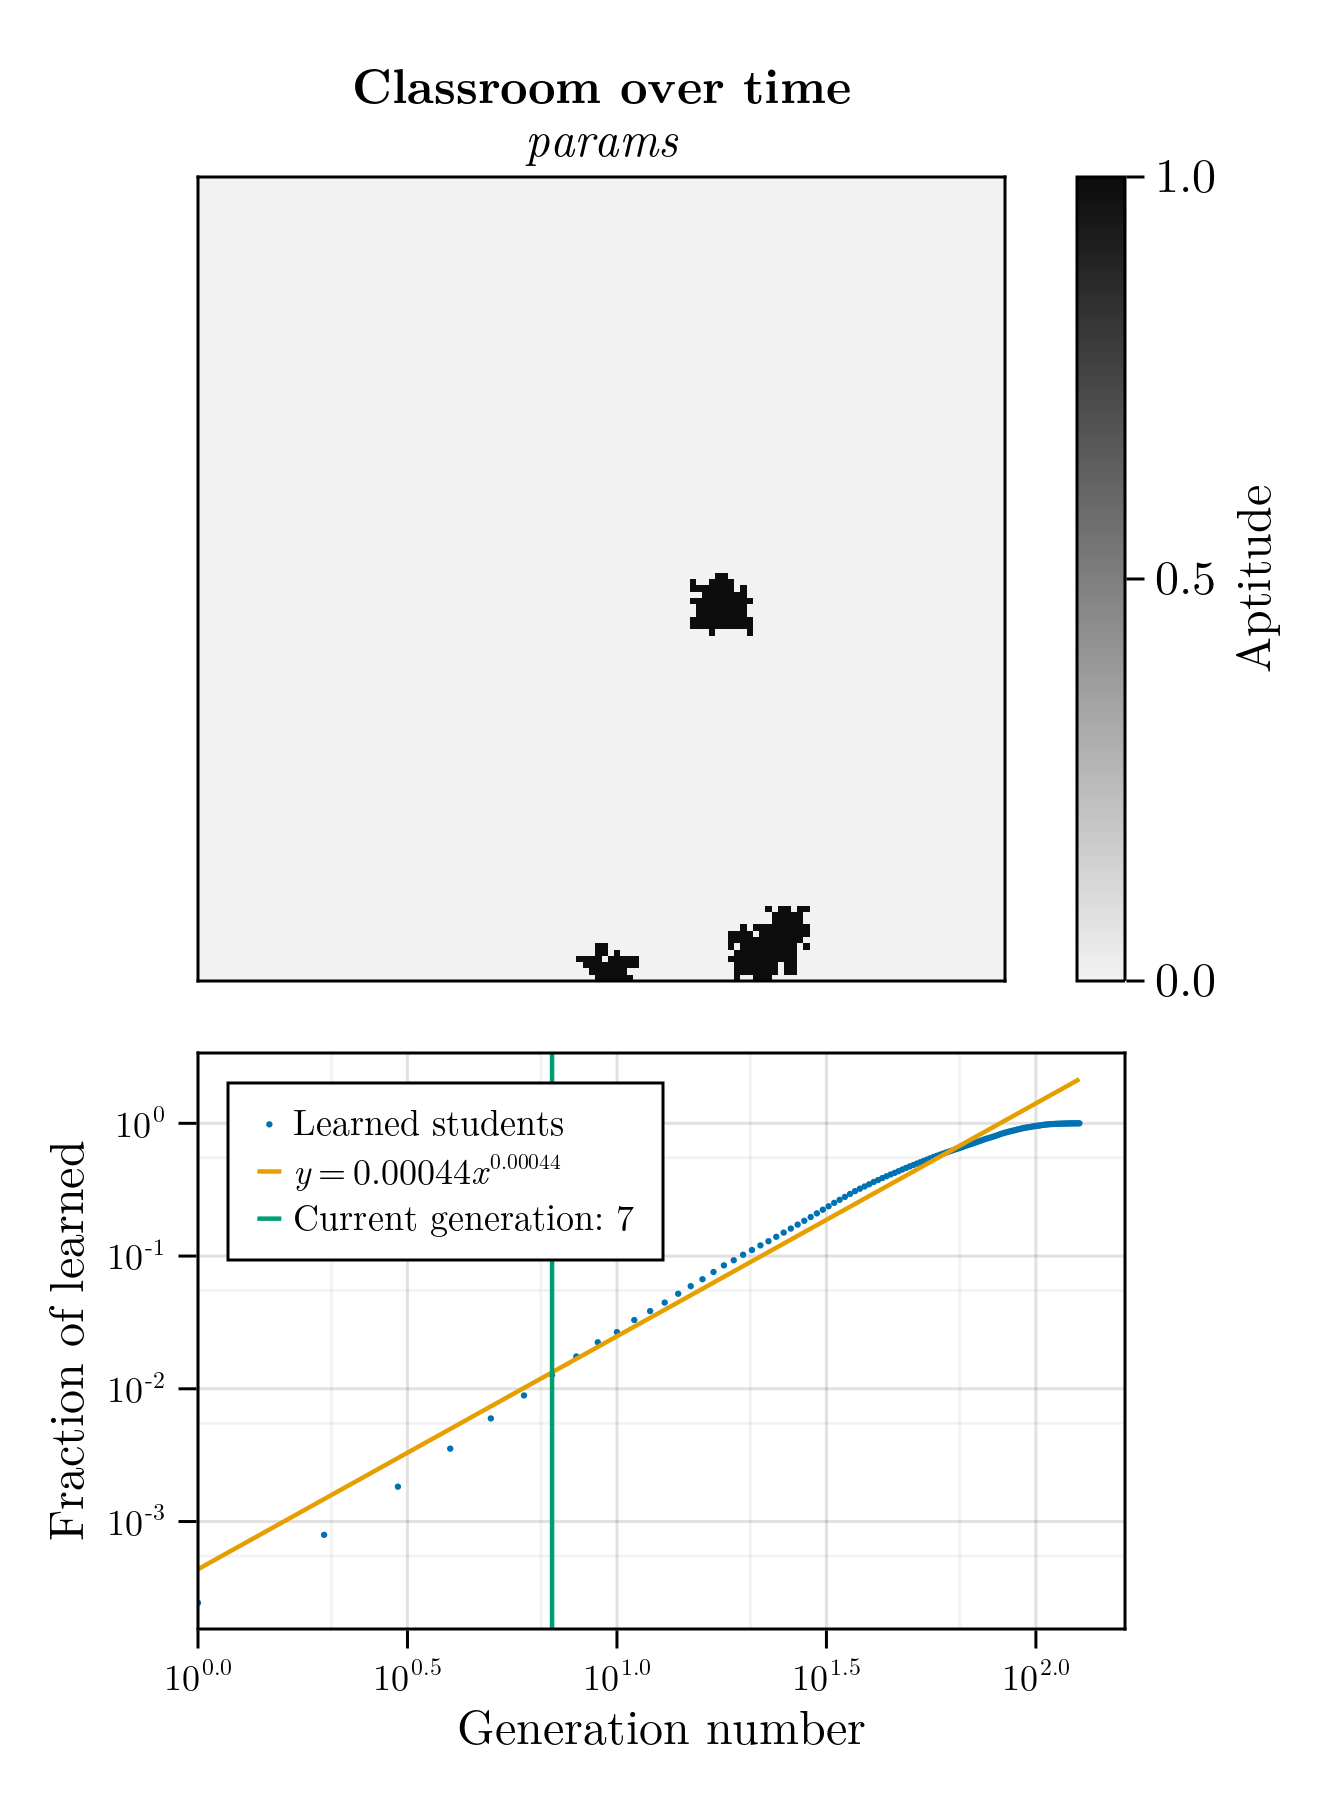 Classroom over time
params
1.0
0.5
0.0
Aptitude
Learned students
y = 0.00044x^0.00044
Current generation: 7
10^0
10^-1
10^-2
10^-3
Fraction of learned
10^0.0 10^0.5 10^1.0 10^1.5 10^2.0
Generation number